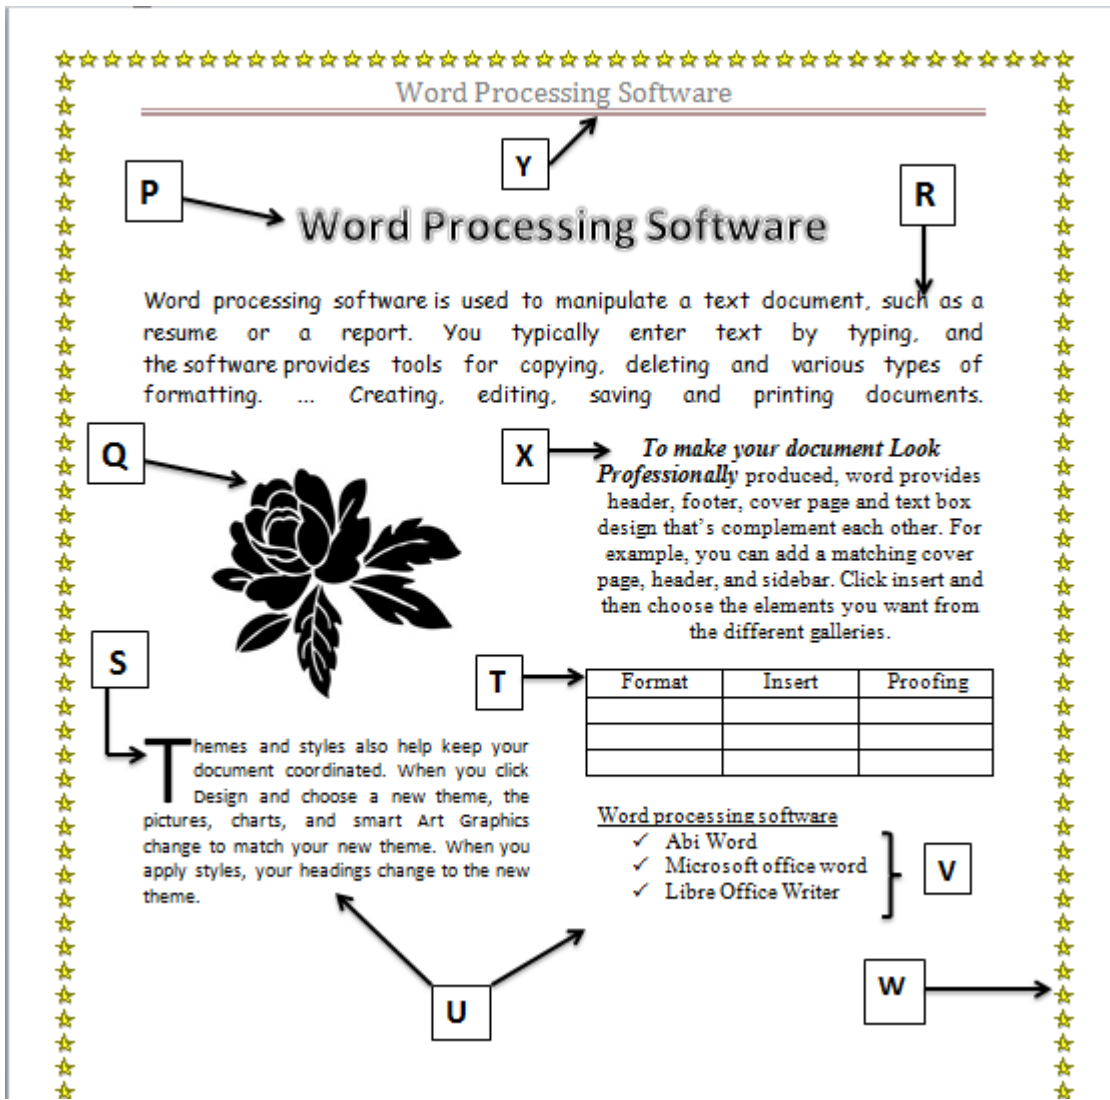 Word Processing Software
Y
P
R
Word Processing Software
Word processing software is used to manipulate a text document, such as a
resume or a report. You typically enter text by typing, and
the software provides tools for copying, deleting and various types of
formatting. ... Creating, editing, saving and printing documents.
Q
X
To make your document Look
Professionally produced, word provides
header, footer, cover page and text box
design that's complement each other. For
example, you can add a matching cover
page, header, and sidebar. Click insert and
then choose the elements you want from
the different galleries.
S
T
Format Insert Proofing
Themes and styles also help keep your
document coordinated. When you click
Design and choose a new theme, the
pictures, charts, and smart Art Graphics
change to match your new theme. When you
apply styles, your headings change to the new
theme.
Word processing software
✓ Abi Word
✓ Microsoft office word
✓ Libre Office Writer
V
W
U